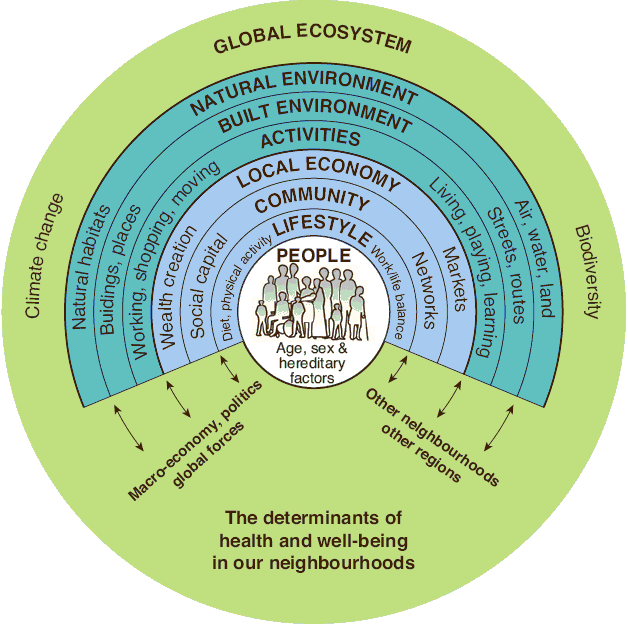 GLOBAL ECOSYSTEM
NATURAL ENVIRONMENT
BUILT ENVIRONMENT
ACTIVITIES
LOCAL ECONOMY
COMMUNITY
LIFESTYLE
PEOPLE
Age, sex &
hereditary
factors
Climate change
Natural habitats
Buidings, places
Working, shopping, moving
Wealth creation
Social capital
Diet, physical activity
Work/life balance
Networks
Markets
Living, playing, learning
Streets, routes
Air, water, land
Biodiversity
Macro-economy, politics
global forces
Other neighbourhoods
other regions
The determinants of
health and well-being
in our neighbourhoods